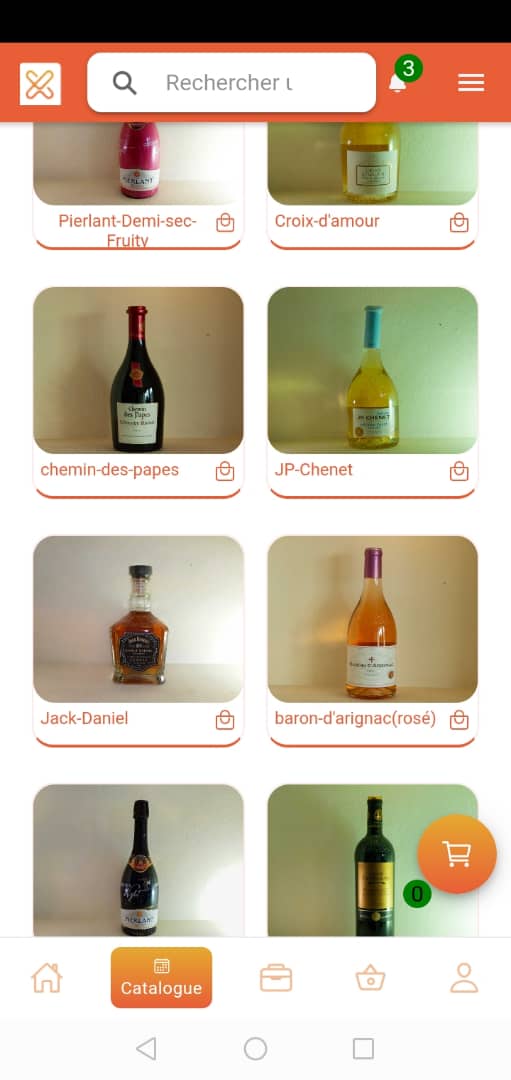 Rechercher u
3
PIERLANT
Pierlant-Demi-sec-
Fruity
Croix-d'amour
Chemin
des Papes
chemin-des-papes
JP. CHENET
JP-Chenet
Jack-Daniel
BARON D'ARIGNAC
baron-d'arignac(rosé)
PIERLANT
0
Catalogue